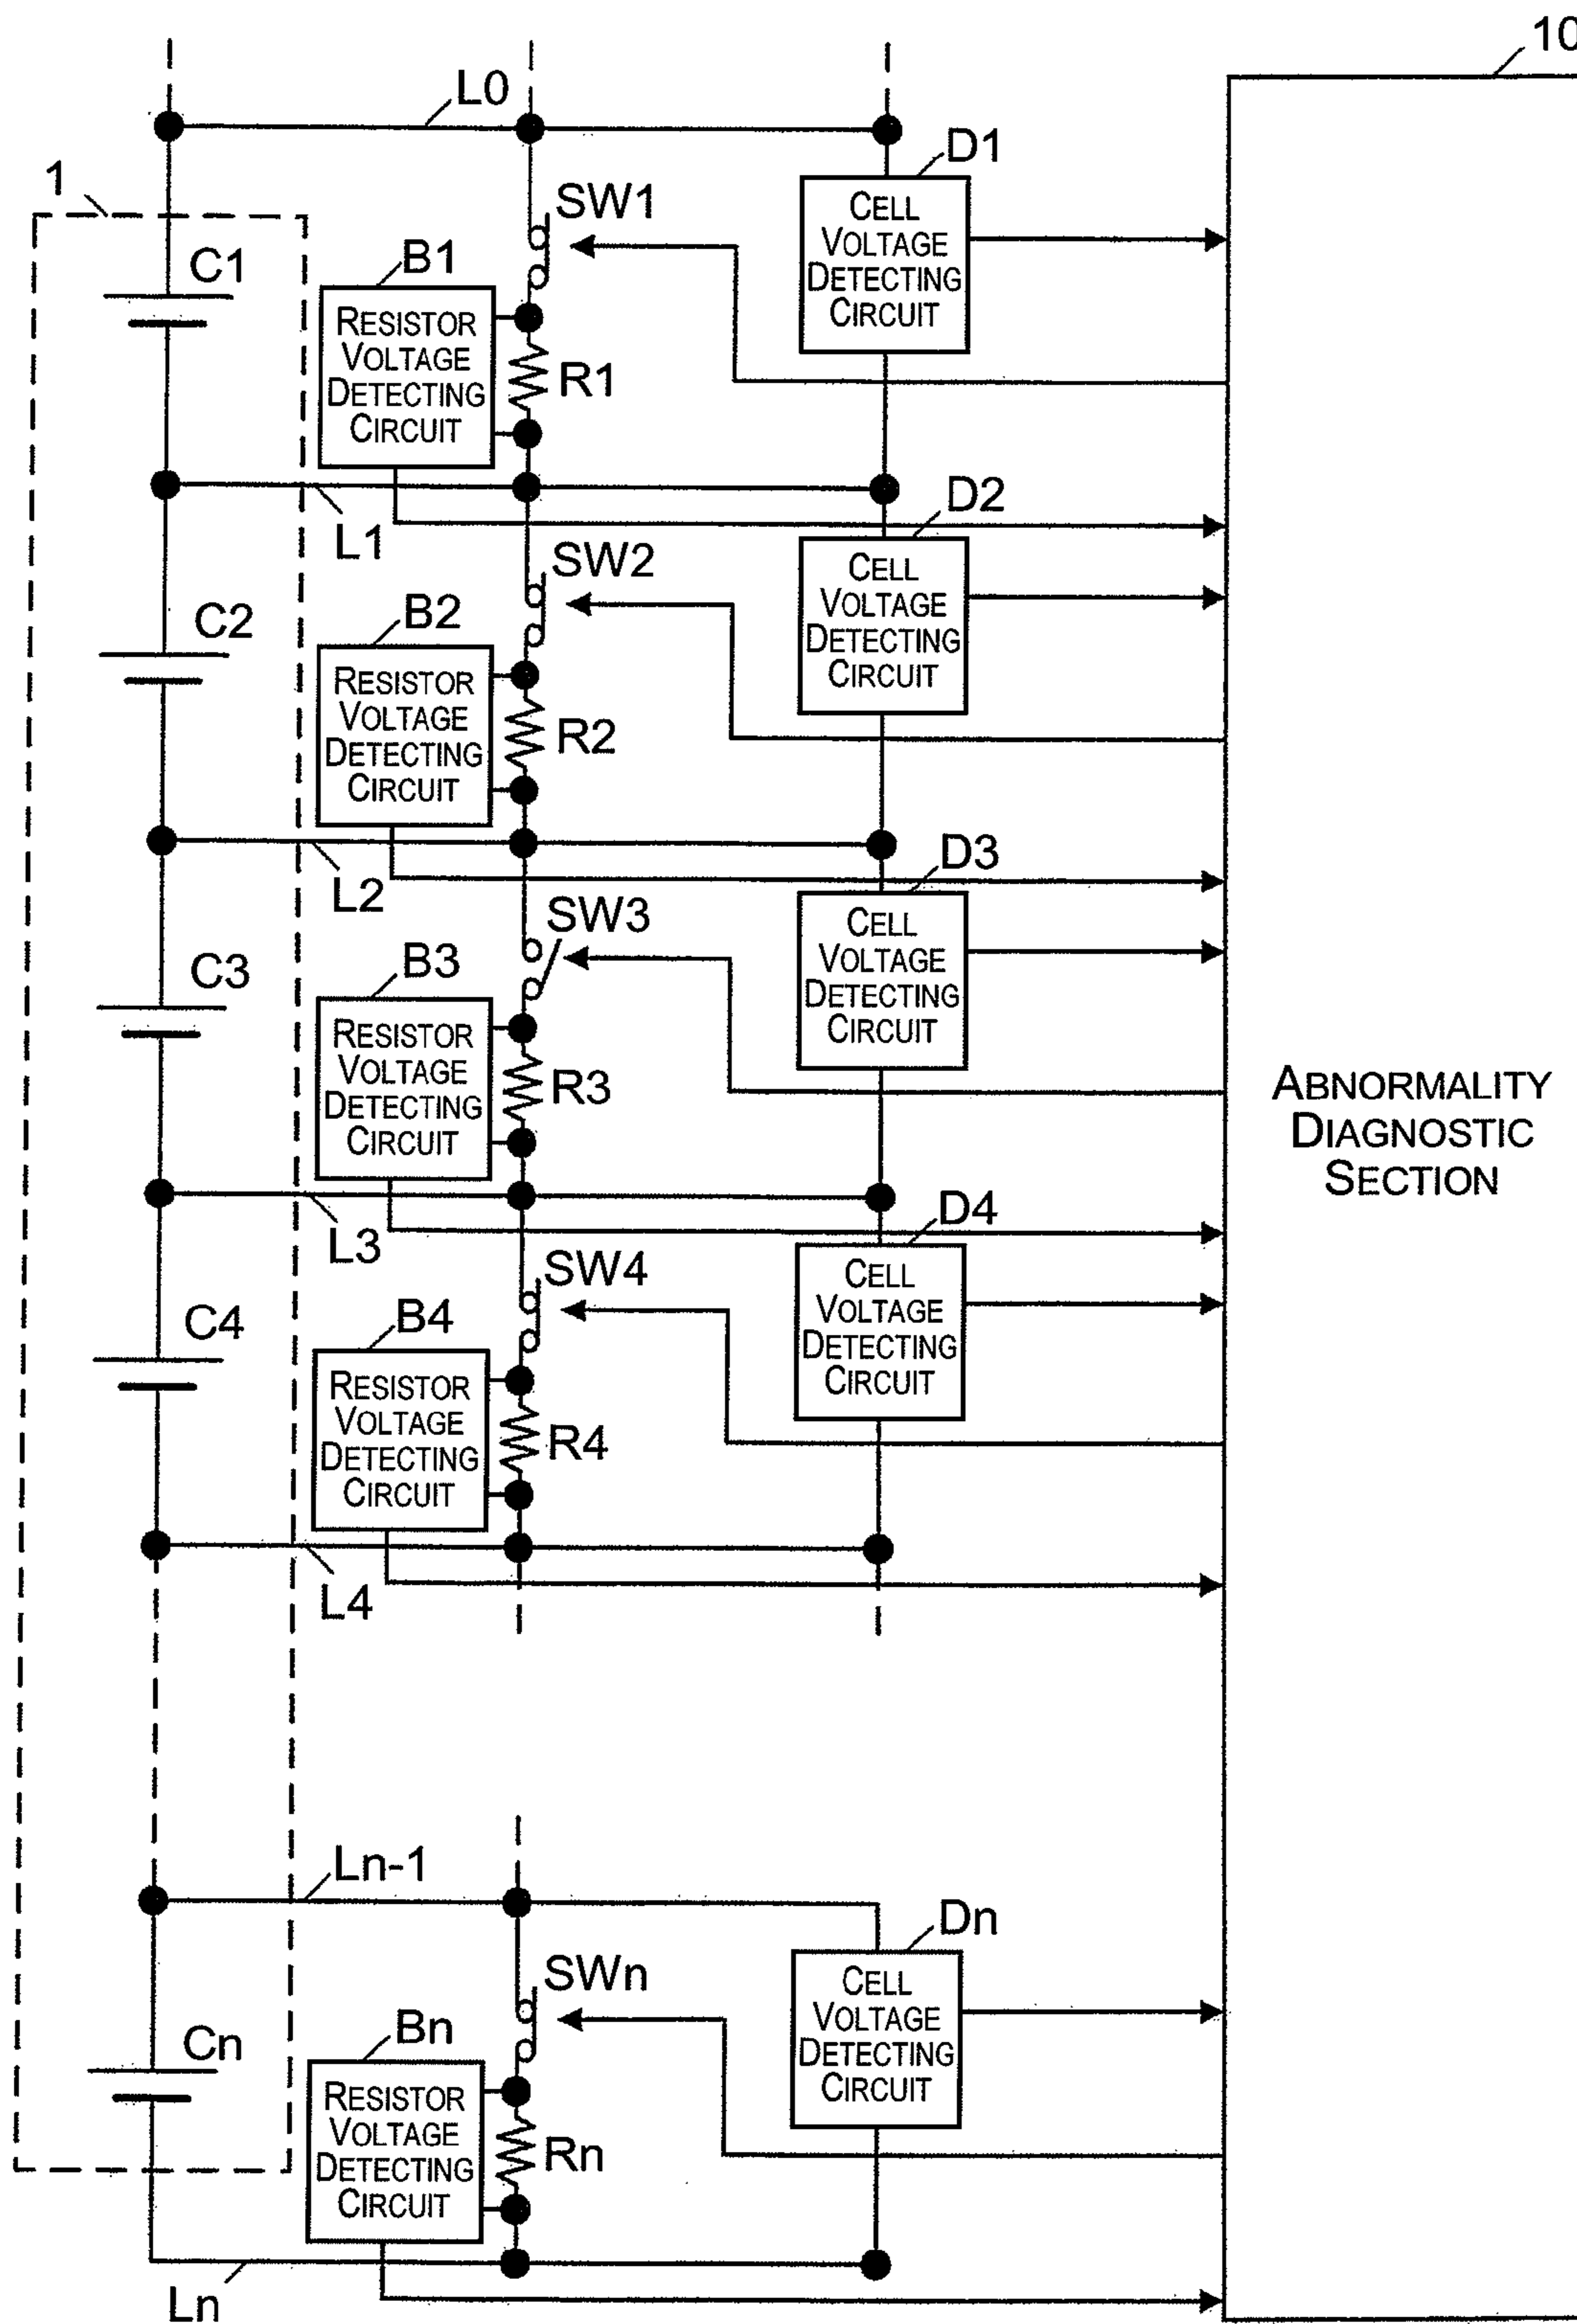 10
L0
D1
1
SW1
CELL
VOLTAGE
DETECTING
CIRCUIT
C1
B1
RESISTOR
VOLTAGE
DETECTING
CIRCUIT
R1
L1
D2
SW2
CELL
VOLTAGE
DETECTING
CIRCUIT
C2
B2
RESISTOR
VOLTAGE
DETECTING
CIRCUIT
R2
L2
D3
SW3
CELL
VOLTAGE
DETECTING
CIRCUIT
C3
B3
RESISTOR
VOLTAGE
DETECTING
CIRCUIT
R3
ABNORMALITY
DIAGNOSTIC
SECTION
L3
D4
SW4
CELL
VOLTAGE
DETECTING
CIRCUIT
C4
B4
RESISTOR
VOLTAGE
DETECTING
CIRCUIT
R4
L4
Ln-1
Dn
SWn
CELL
VOLTAGE
DETECTING
CIRCUIT
Cn
Bn
RESISTOR
VOLTAGE
DETECTING
CIRCUIT
Rn
Ln